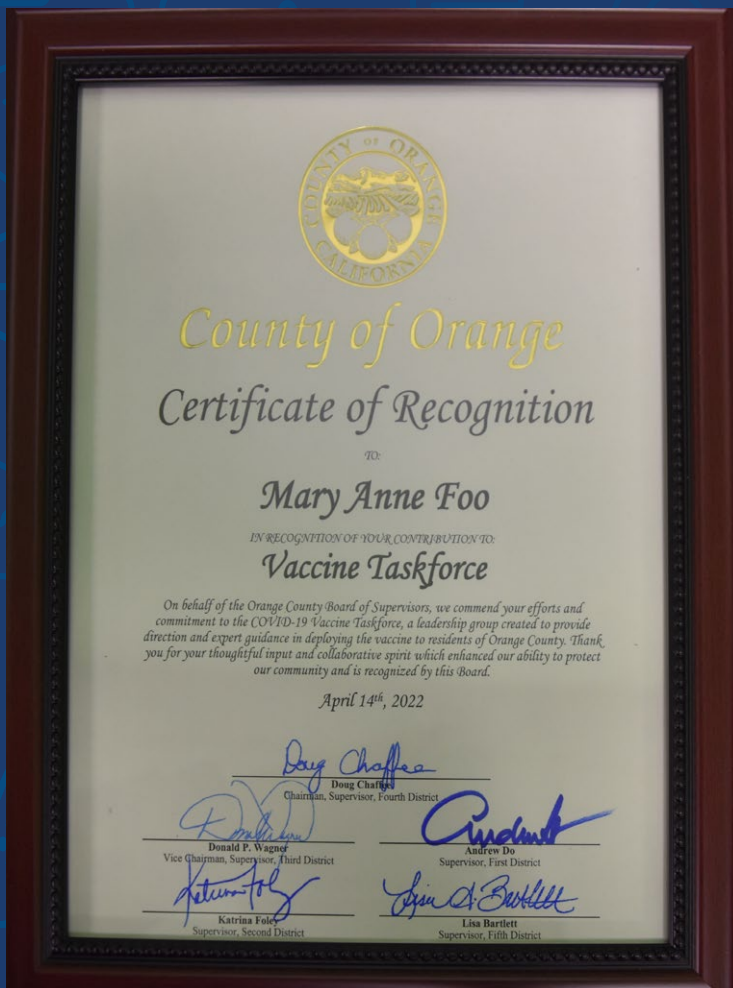 COUNTY OF ORANGE
CALIFORNIA
County of Orange
Certificate of Recognition
TO:
Mary Anne Foo
IN RECOGNITION OF YOUR CONTRIBUTION TO:
Vaccine Taskforce
On behalf of the Orange County Board of Supervisors, we commend your efforts and
commitment to the COVID-19 Vaccine Taskforce, a leadership group created to provide
direction and expert guidance in deploying the vaccine to residents of Orange County. Thank
you for your thoughtful input and collaborative spirit which enhanced our ability to protect
our community and is recognized by this Board.
April 14th, 2022
Doug Chaffee
Doug Chaffee
Chairman, Supervisor, Fourth District
Donald P. Wagner
Vice Chairman, Supervisor, Third District
Andrew Do
Supervisor, First District
Katrina Foley
Katrina Foley
Supervisor, Second District
Lisa A. Bartlett
Lisa Bartlett
Supervisor, Fifth District